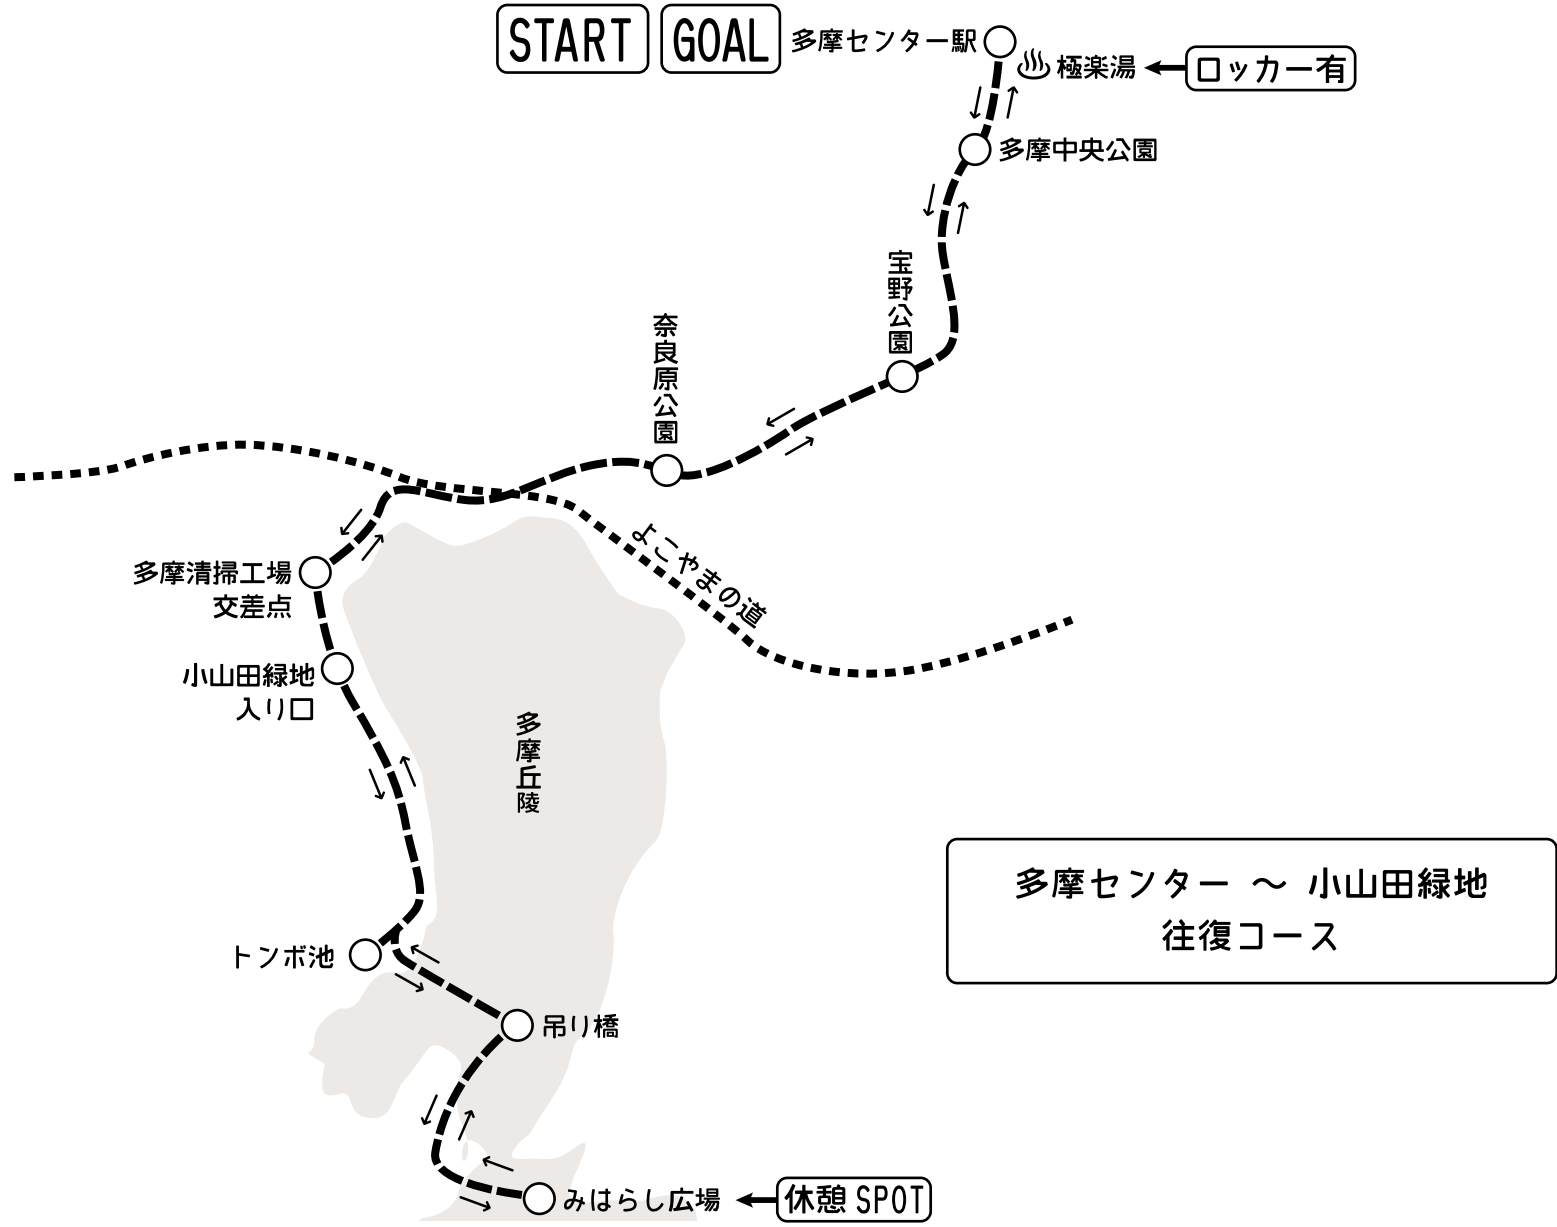 START GOAL 多摩センター駅
極楽湯
ロッカー有
多摩中央公園
宝野公園
奈良原公園
よこやまの道
多摩清掃工場
交差点
小山田緑地
入り口
多摩丘陵
多摩センター ～ 小山田緑地
往復コース
トンボ池
吊り橋
みはらし広場
休憩 SPOT